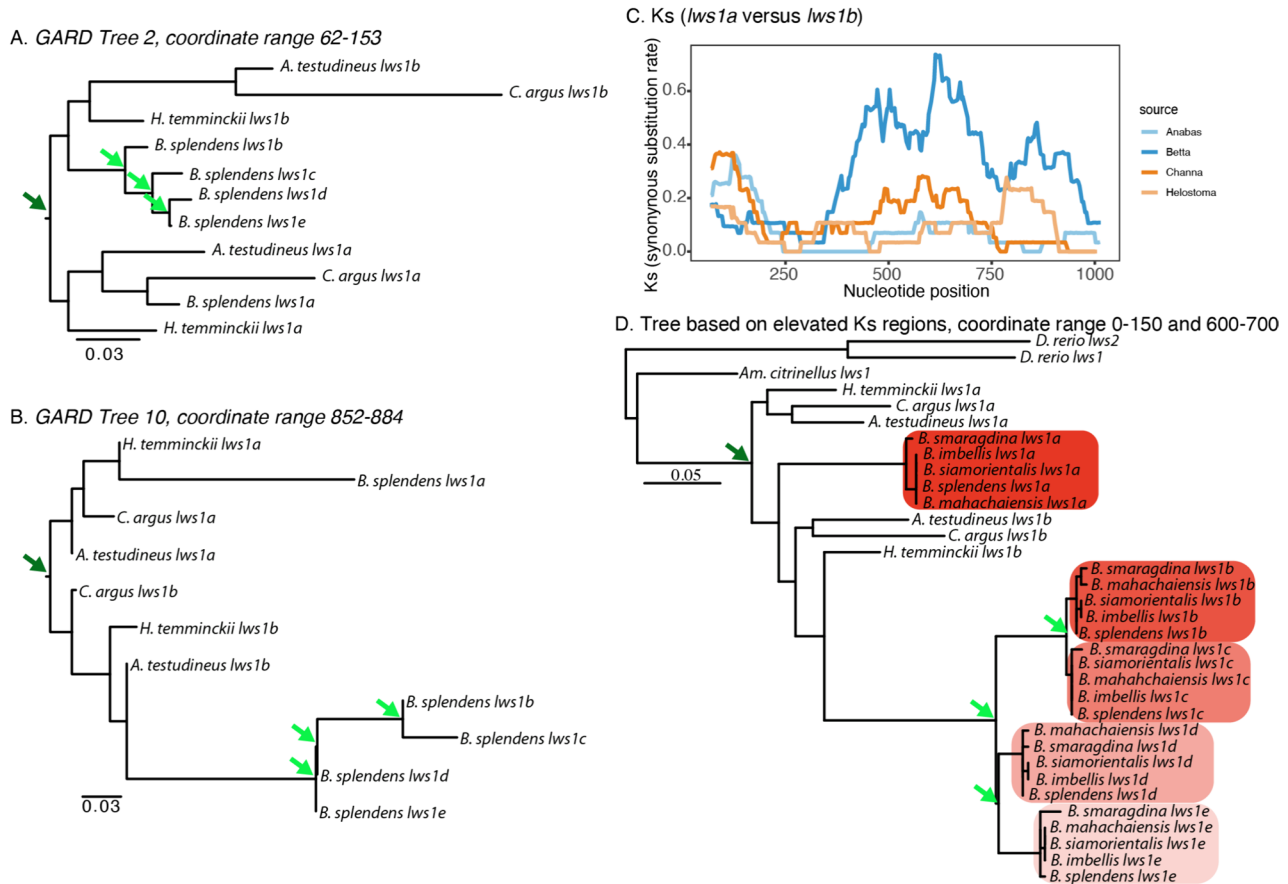 A. GARD Tree 2, coordinate range 62-153
A. testudineus lws1b
C. argus lws1b
H. temminckii lws1b
B. splendens lws1b
B. splendens lws1c
B. splendens lws1d
B. splendens lws1e
A. testudineus lws1a
C. argus lws1a
B. splendens lws1a
H. temminckii lws1a
0.03
B. GARD Tree 10, coordinate range 852-884
H. temminckii lws1a
B. splendens lws1a
C. argus lws1a
A. testudineus lws1a
C. argus lws1b
H. temminckii lws1b
A. testudineus lws1b
B. splendens lws1b
B. splendens lws1c
B. splendens lws1d
B. splendens lws1e
0.03
C. Ks (lws1a versus lws1b)
Ks (synonynous substitution rate)
0.6
0.4
0.2
0.0
250
500
750
1000
Nucleotide position
source
Anabas
Betta
Channa
Helostoma
D. Tree based on elevated Ks regions, coordinate range 0-150 and 600-700
D. rerio lws2
D. rerio lws1
Am. citrinellus lws1
H. temminckii lws1a
C. argus lws1a
A. testudineus lws1a
B. smaragdina lws1a
B. imbellis lws1a
B. siamorientalis lws1a
B. splendens lws1a
B. mahachaiensis lws1a
0.05
A. testudineus lws1b
C. argus lws1b
H. temminckii lws1b
B. smaragdina lws1b
B. mahachaiensis lws1b
B. siamorientalis lws1b
B. imbellis lws1b
B. splendens lws1b
B. smaragdina lws1c
B. siamorientalis lws1c
B. mahahchaiensis lws1c
B. imbellis lws1c
B. splendens lws1c
B. mahachaiensis lws1d
B. smaragdina lws1d
B. siamorientalis lws1d
B. imbellis lws1d
B. splendens lws1d
B. smaragdina lws1e
B. mahachaiensis lws1e
B. siamorientalis lws1e
B. imbellis lws1e
B. splendens lws1e